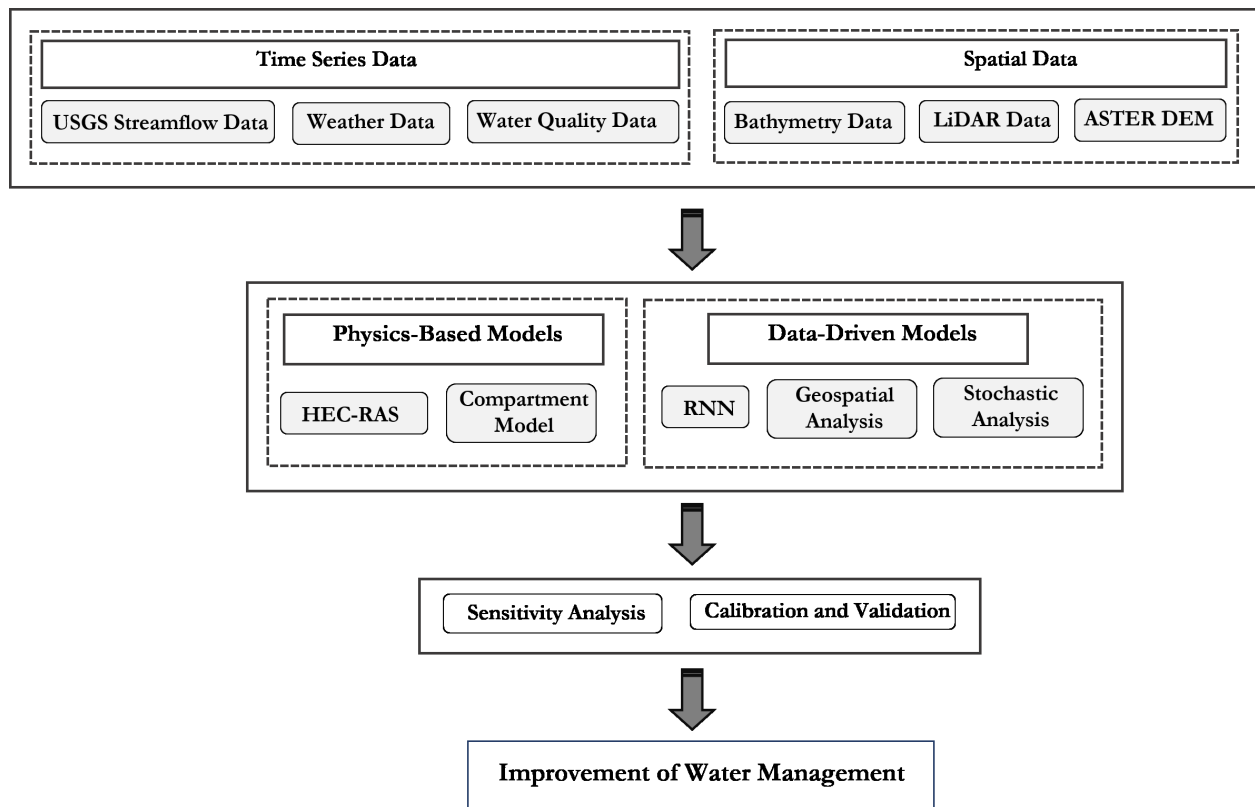 Time Series Data
Spatial Data
USGS Streamflow Data
Weather Data
Water Quality Data
Bathymetry Data
LiDAR Data
ASTER DEM
Physics-Based Models
Data-Driven Models
HEC-RAS
Compartment
Model
RNN
Geospatial
Analysis
Stochastic
Analysis
Sensitivity Analysis
Calibration and Validation
Improvement of Water Management